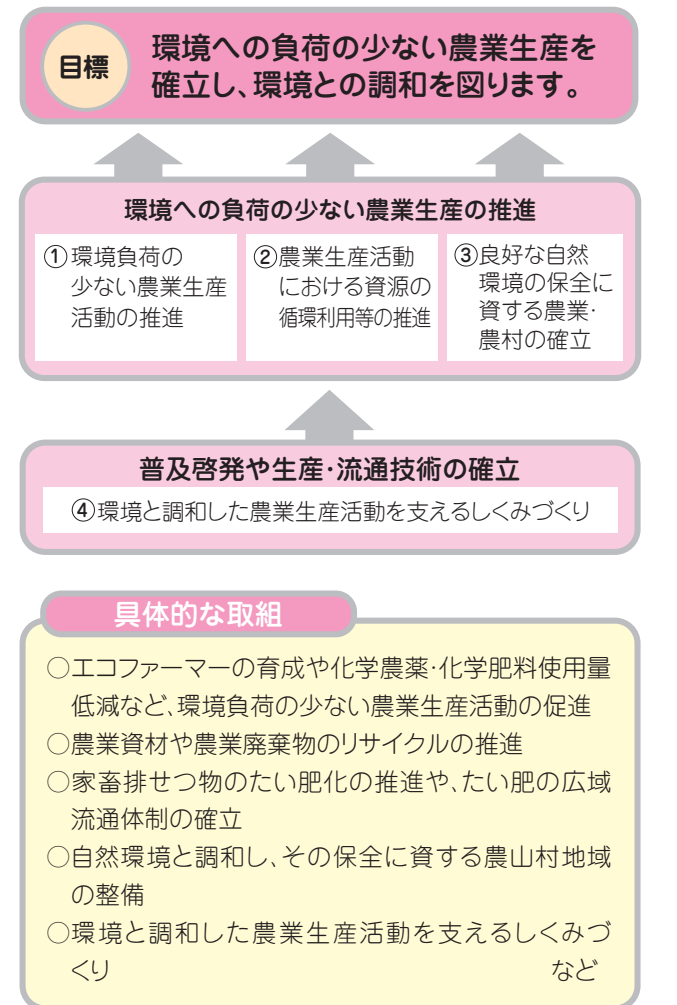 目標
環境への負荷の少ない農業生産を
確立し、環境との調和を図ります。
環境への負荷の少ない農業生産の推進
①環境負荷の
少ない農業生産
活動の推進
②農業生産活動
における資源の
循環利用等の推進
③良好な自然
環境の保全に
資する農業・
農村の確立
普及啓発や生産・流通技術の確立
④環境と調和した農業生産活動を支えるしくみづくり
具体的な取組
○エコファーマーの育成や化学農薬・化学肥料使用量
低減など、環境負荷の少ない農業生産活動の促進
○農業資材や農業廃棄物のリサイクルの推進
○家畜排せつ物のたい肥化の推進や、たい肥の広域
流通体制の確立
○自然環境と調和し、その保全に資する農山村地域
の整備
○環境と調和した農業生産活動を支えるしくみづ
くり など